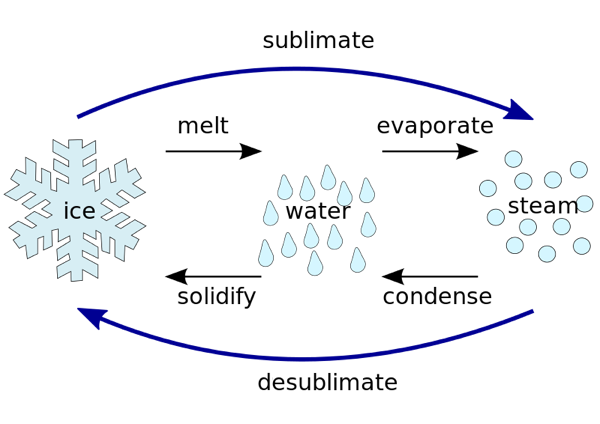 sublimate
melt
evaporate
ice
water
steam
solidify
condense
desublimate